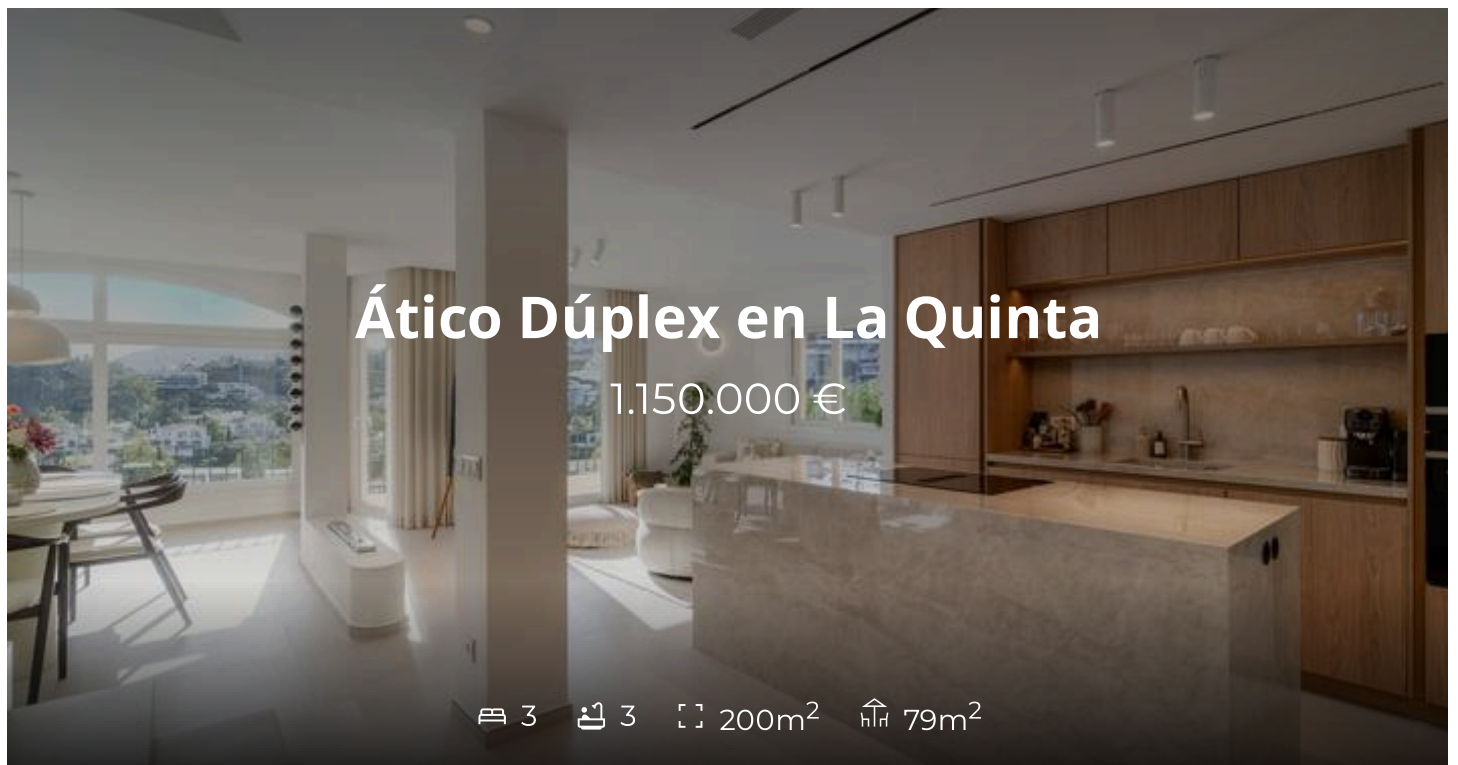 Ático Dúplex en La Quinta
1.150.000 €
3 3 200m² 79m²